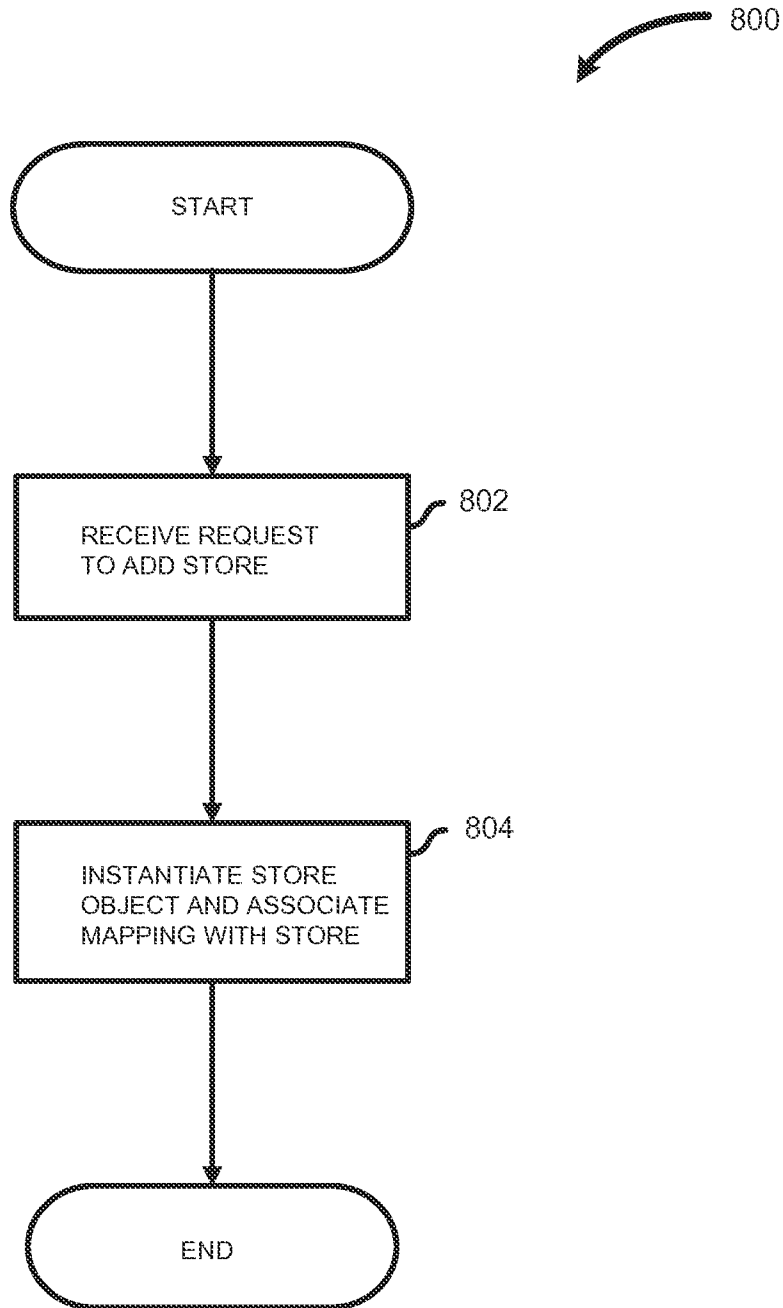 800
START
802
RECEIVE REQUEST
TO ADD STORE
804
INSTANTIATE STORE
OBJECT AND ASSOCIATE
MAPPING WITH STORE
END